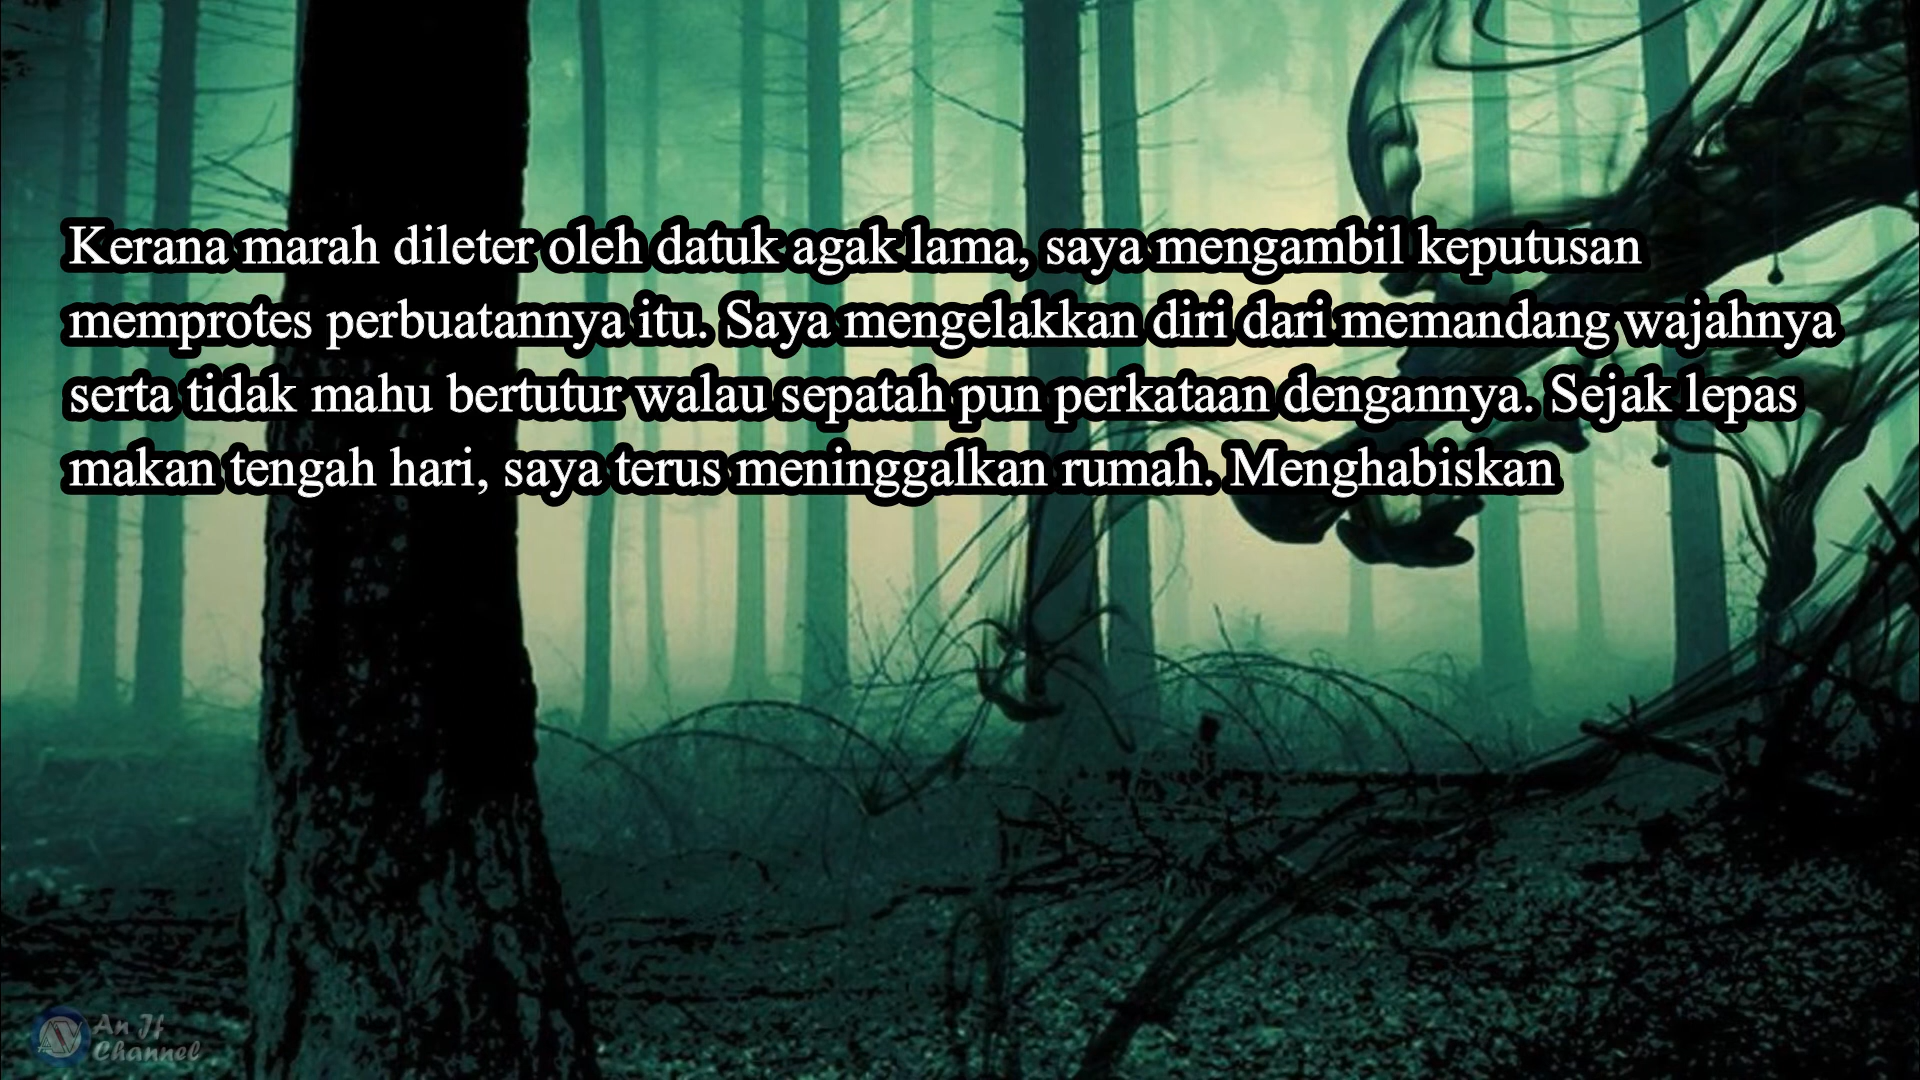 Kerana marah dileter oleh datuk agak lama, saya mengambil keputusan
memprotes perbuatannya itu. Saya mengelakkan diri dari memandang wajahnya
serta tidak mahu bertutur walau sepatah pun perkataan dengannya. Sejak lepas
makan tengah hari, saya terus meninggalkan rumah. Menghabiskan
An If
Channel